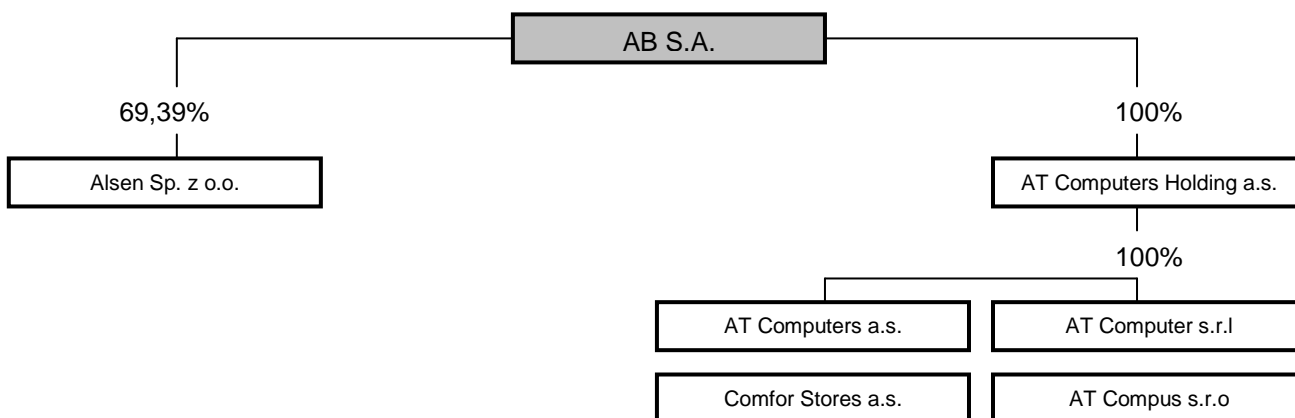 AB S.A.
69,39%
100%
Alsen Sp. z o.o.
AT Computers Holding a.s.
100%
AT Computers a.s.
AT Computer s.r.l
Comfor Stores a.s.
AT Compus s.r.o